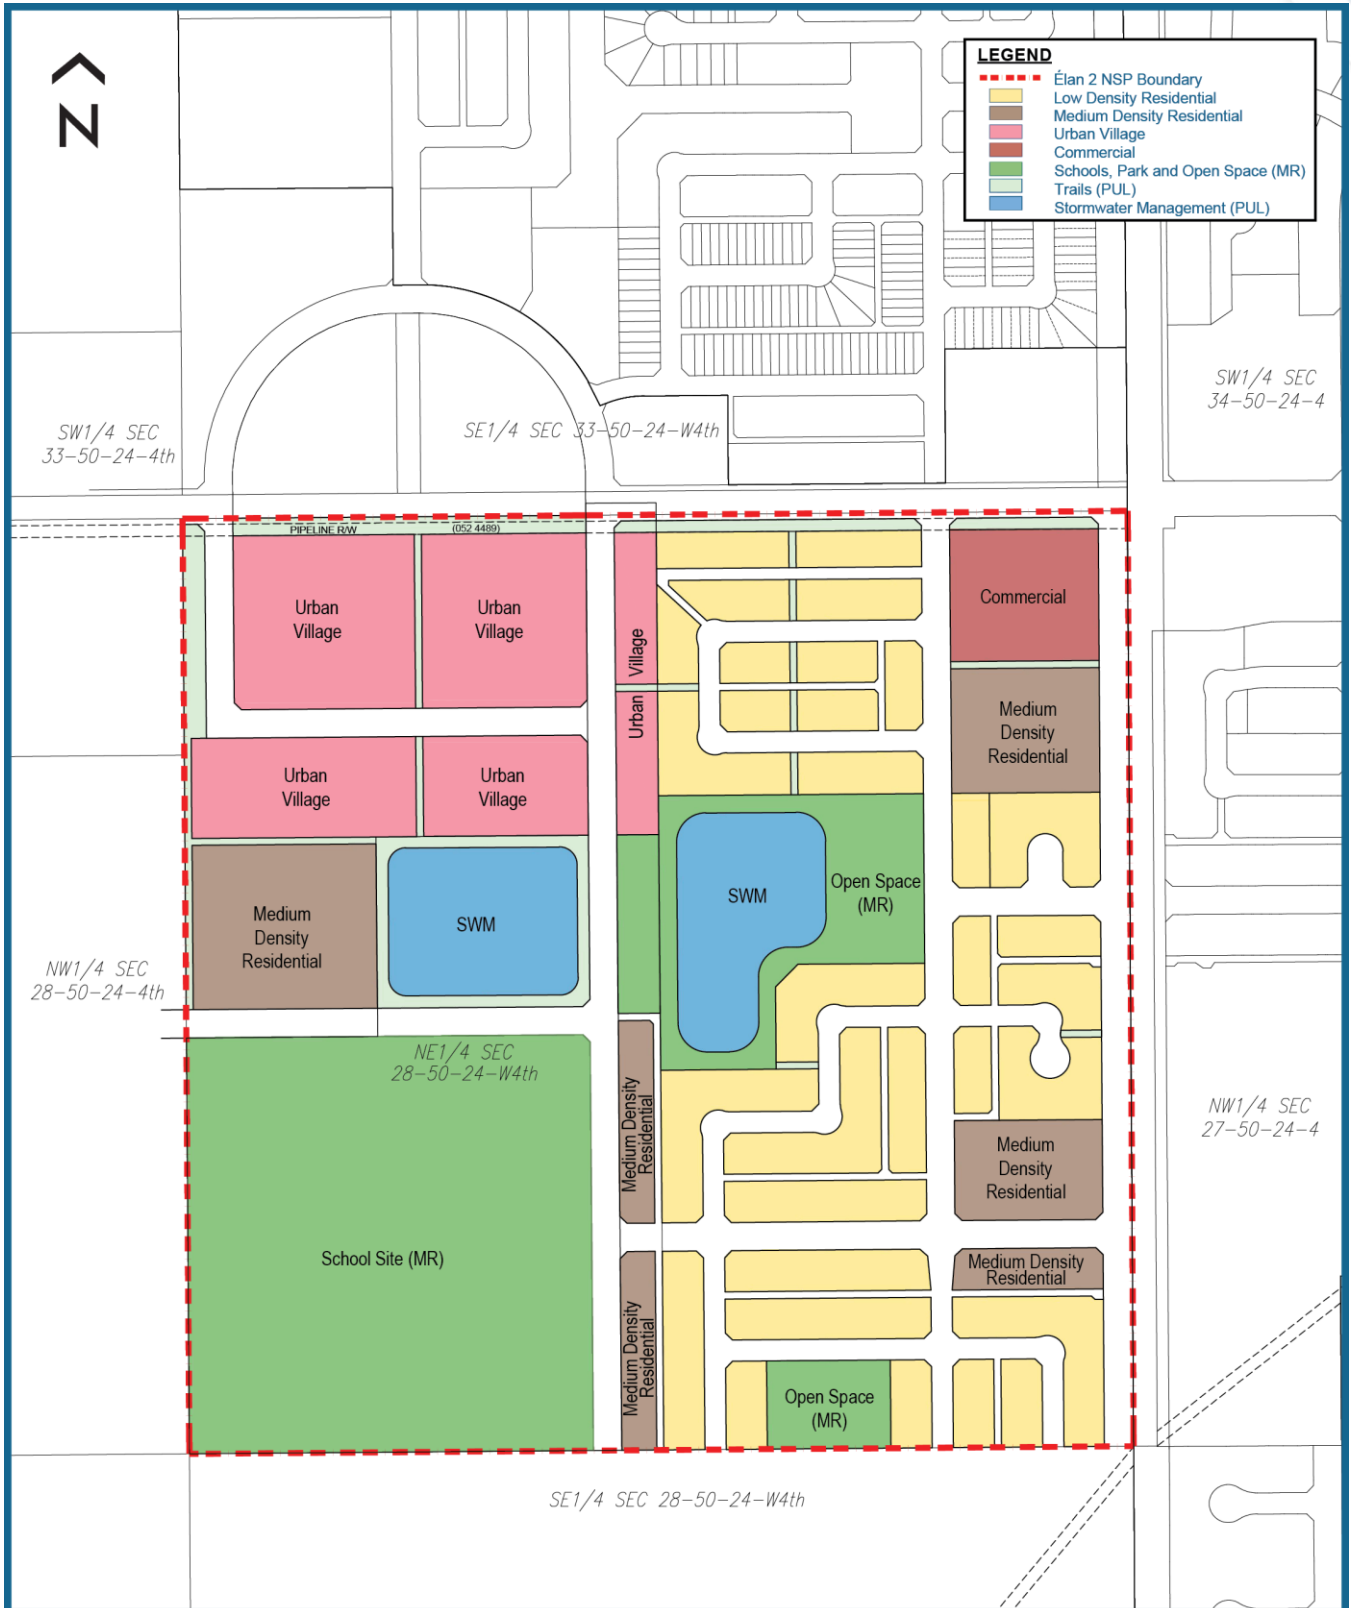 N
LEGEND
Élan 2 NSP Boundary
Low Density Residential
Medium Density Residential
Urban Village
Commercial
Schools, Park and Open Space (MR)
Trails (PUL)
Stormwater Management (PUL)
SW1/4 SEC
34-50-24-4
SW1/4 SEC
33-50-24-4th
SE1/4 SEC 33-50-24-W4th
PIPELINE R/W (052 4489)
Urban
Village
Urban
Village
Urban Village
Commercial
Medium
Density
Residential
Urban
Village
Urban
Village
Medium
Density
Residential
SWM
SWM
Open Space
(MR)
NW1/4 SEC
28-50-24-4th
NE1/4 SEC
28-50-24-W4th
Medium Density
Residential
Medium
Density
Residential
NW1/4 SEC
27-50-24-4
School Site (MR)
Medium Density
Residential
Medium Density
Residential
Open Space
(MR)
SE1/4 SEC 28-50-24-W4th